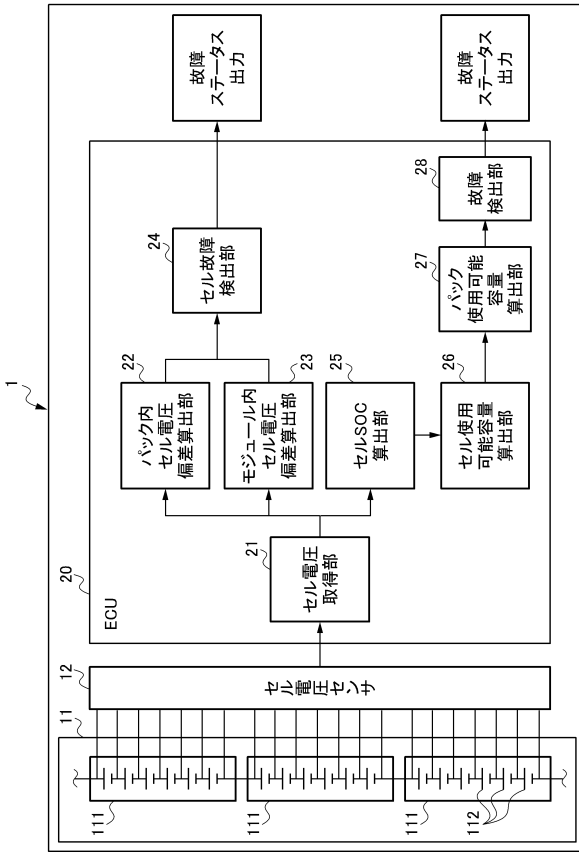 1
20
ECU
11
111
111
111
112
12
セル電圧センサ
21
セル電圧
取得部
22
パック内
セル電圧
偏差算出部
23
モジュール内
セル電圧
偏差算出部
24
セル故障
検出部
故障
ステータス
出力
25
セルSOC
算出部
26
セル使用
可能容量
算出部
27
パック
使用可能
容量
算出部
28
故障
検出部
故障
ステータス
出力